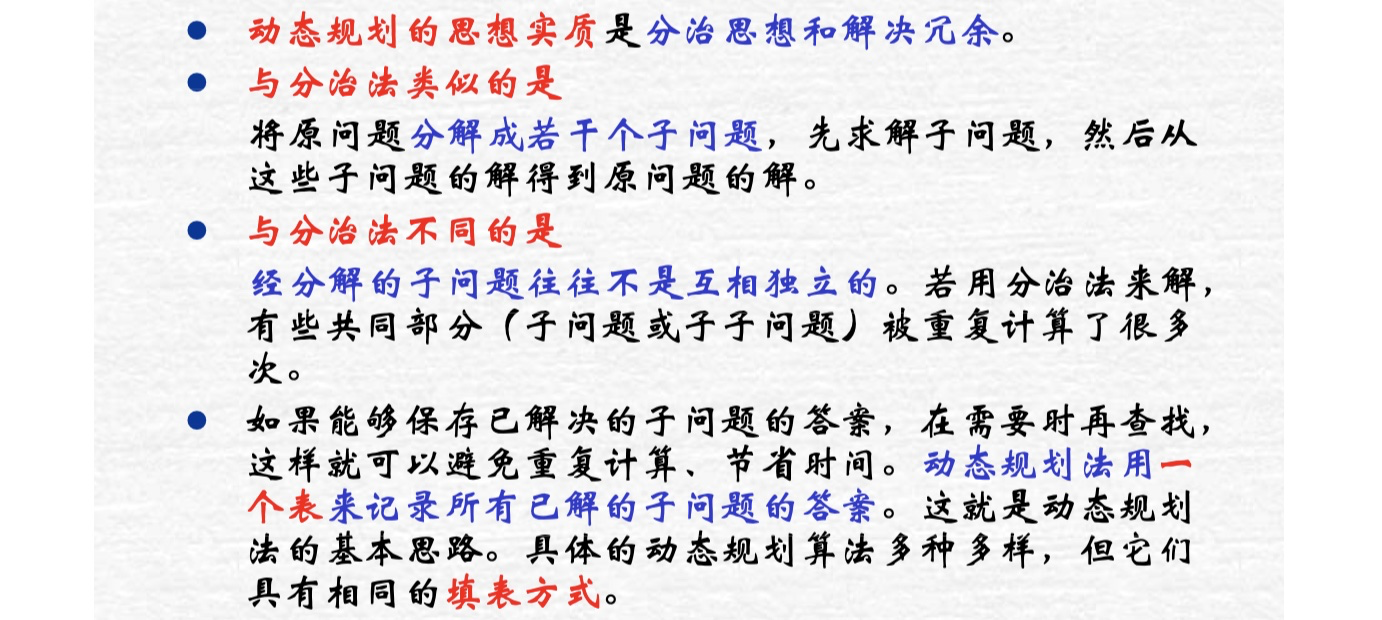 ● 动态规划的思想实质是分治思想和解决冗余。
● 与分治法类似的是
将原问题分解成若干个子问题，先求解子问题，然后从
这些子问题的解得到原问题的解。
● 与分治法不同的是
经分解的子问题往往不是互相独立的。若用分治法来解，
有些共同部分（子问题或子子问题）被重复计算了很多
次。
● 如果能够保存已解决的子问题的答案，在需要时再查找，
这样就可以避免重复计算、节省时间。动态规划法用一
个表来记录所有已解的子问题的答案。这就是动态规划
法的基本思路。具体的动态规划算法多种多样，但它们
具有相同的填表方式。